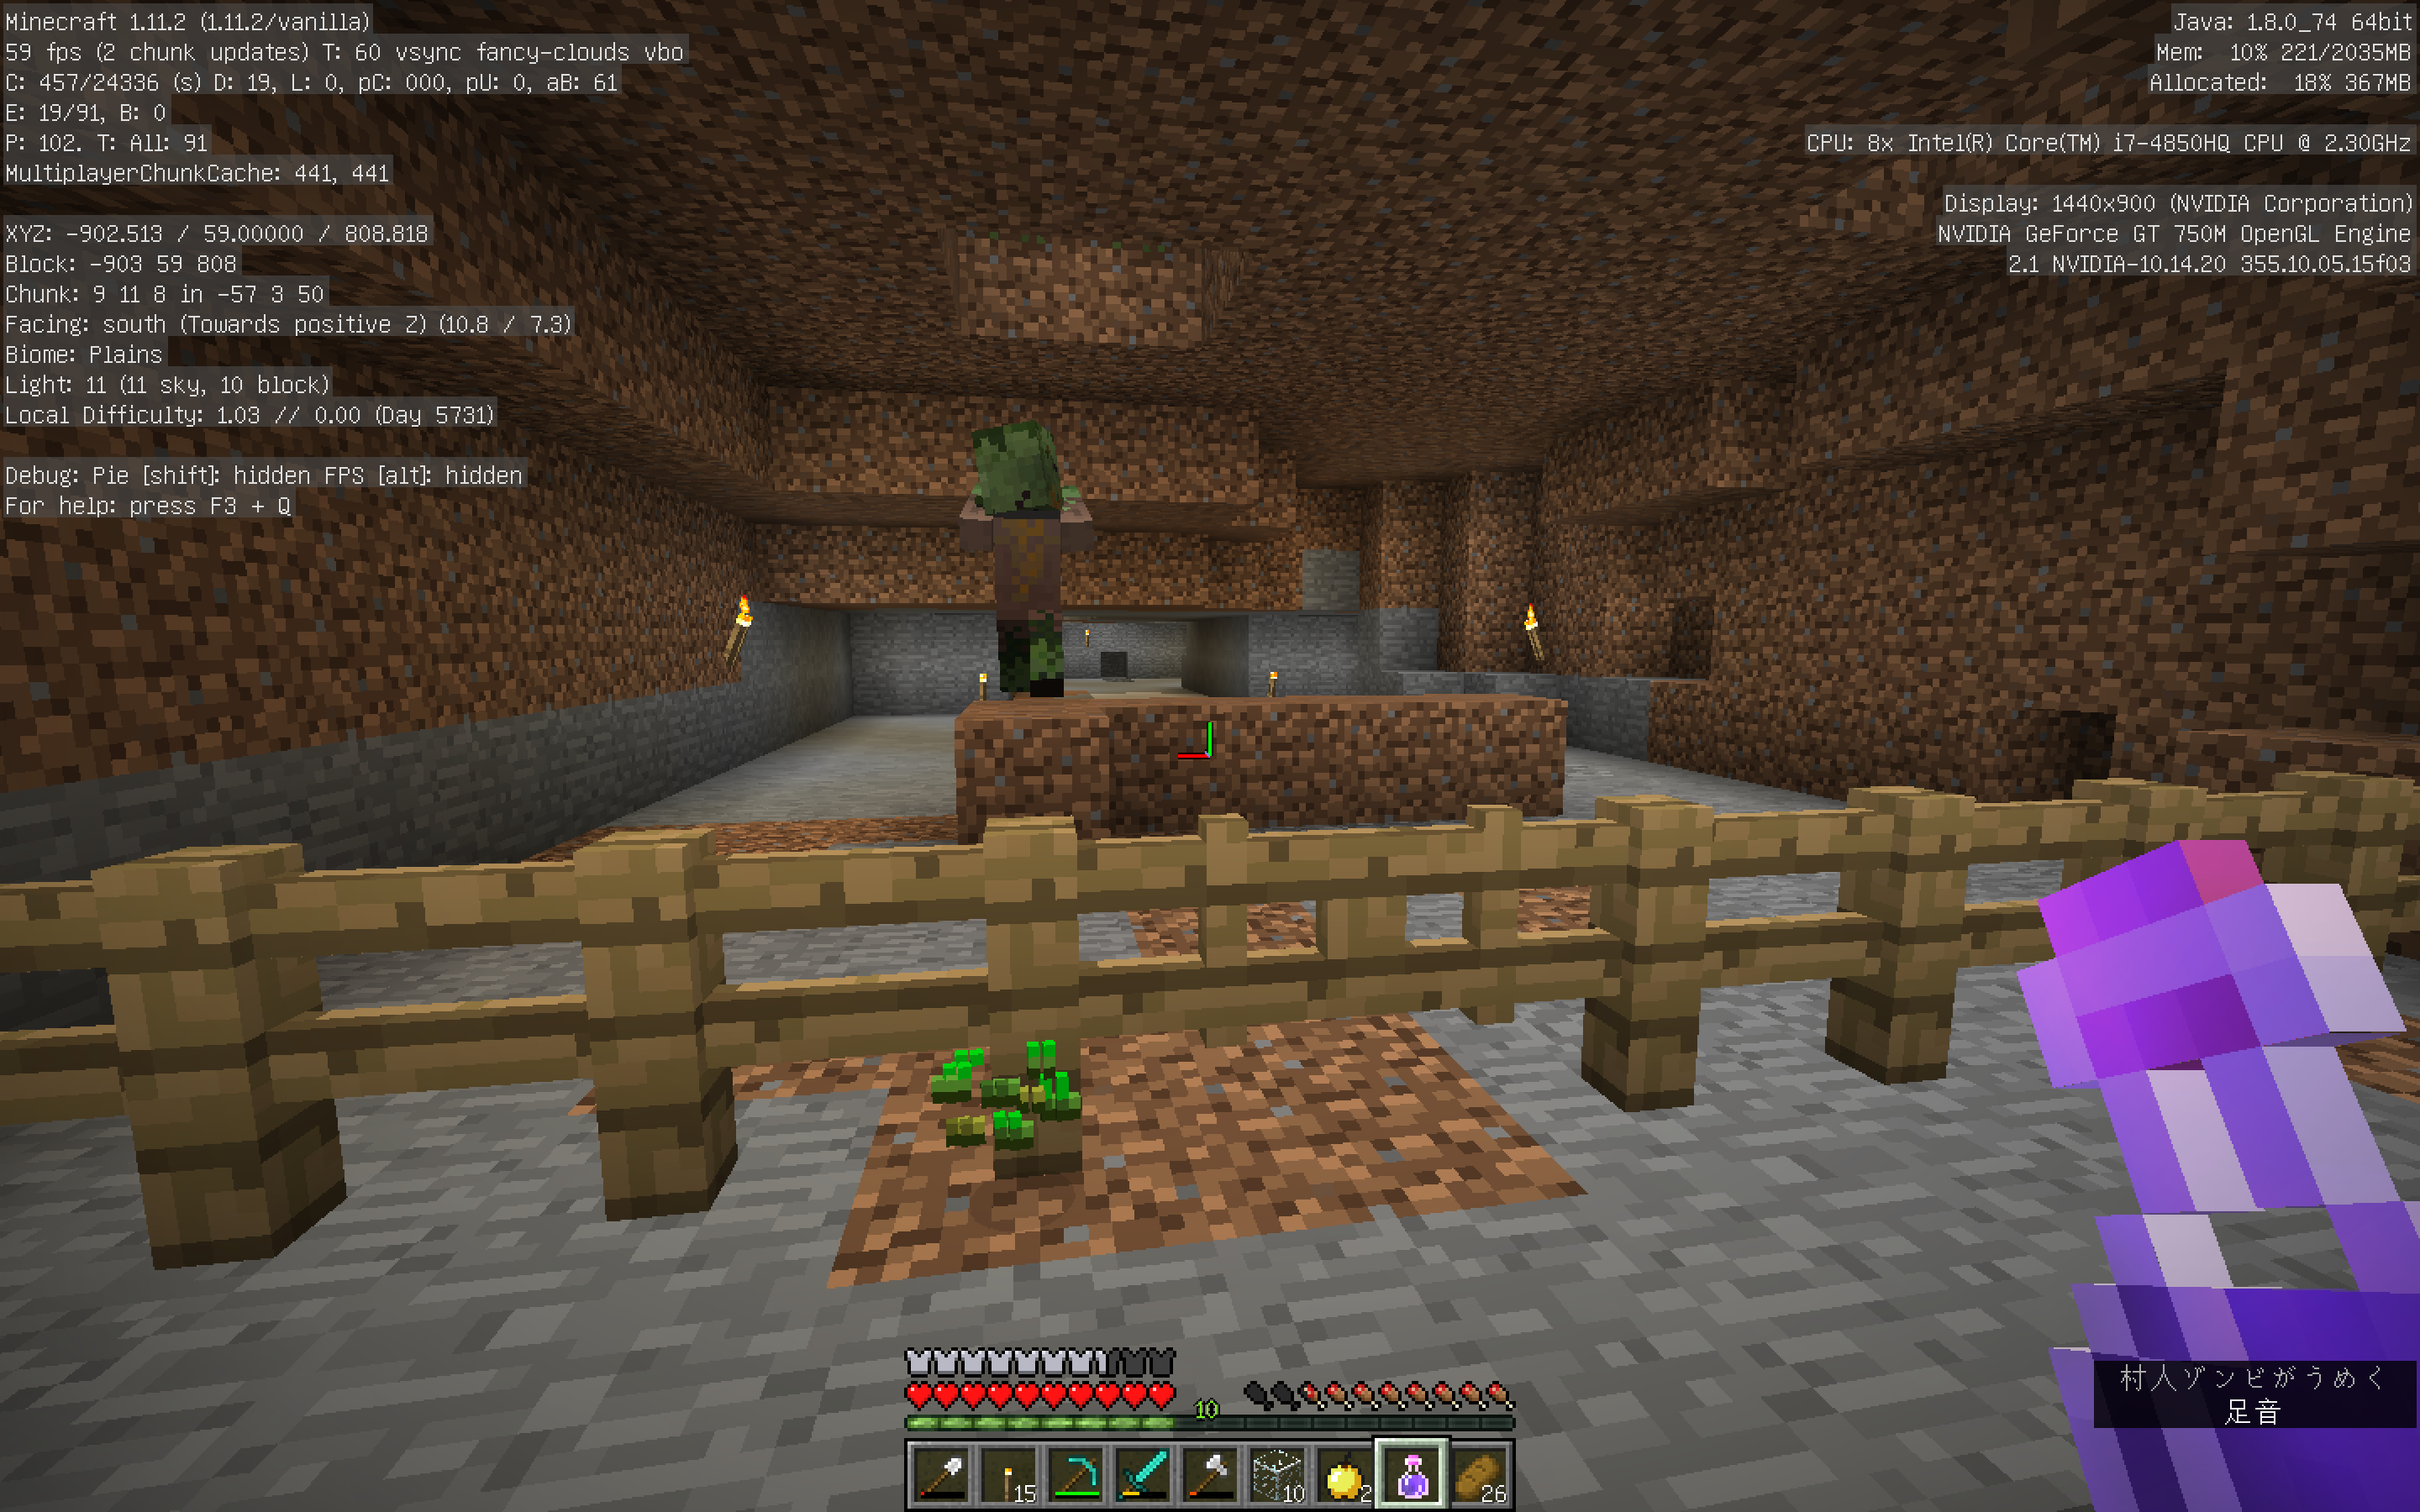 Minecraft 1.11.2 (1.11.2/vanilla)
59 fps (2 chunk updates) T: 60 vsync fancy-clouds vbo
C: 457/24336 (s) D: 19, L: 0, pC: 000, pU: 0, aB: 61
E: 19/91, B: 0
P: 102. T: All: 91
MultiplayerChunkCache: 441, 441
XYZ: -902.513 / 59.00000 / 808.818
Block: -903 59 808
Chunk: 9 11 8 in -57 3 50
Facing: south (Towards positive Z) (10.8 / 7.3)
Biome: Plains
Light: 11 (11 sky, 10 block)
Local Difficulty: 1.03 // 0.00 (Day 5731)
Debug: Pie [shift]: hidden FPS [alt]: hidden
For help: press F3 + Q
Java: 1.8.0_74 64bit
Mem: 10% 221/2035MB
Allocated: 18% 367MB
CPU: 8x Intel(R) Core(TM) i7-4850HQ CPU @ 2.30GHz
Display: 1440x900 (NVIDIA Corporation)
NVIDIA GeForce GT 750M OpenGL Engine
2.1 NVIDIA-10.14.20 355.10.05.15f03
村人ゾンビがうめく
足音
10
15
10
2
26